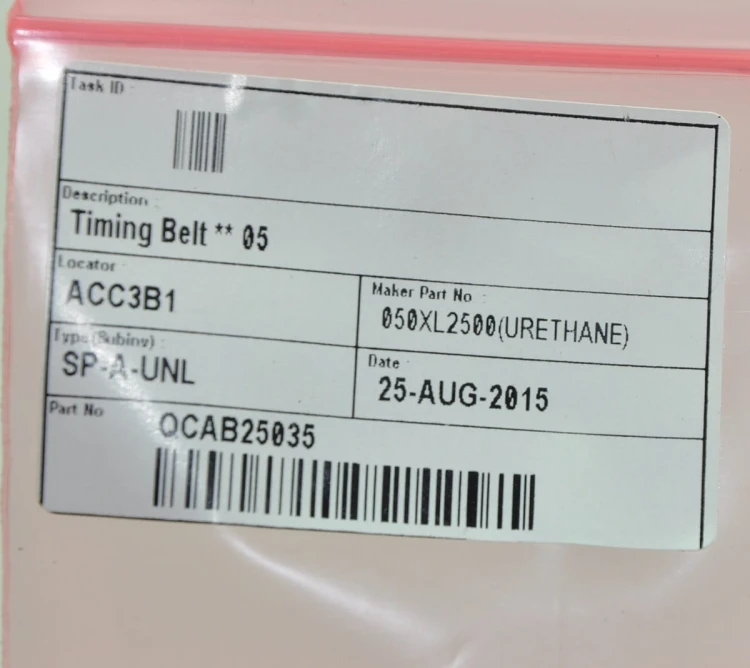 Task ID :
Description :
Timing Belt ** 05
Locator :
ACC3B1
Maker Part No :
050XL2500(URETHANE)
Type(Subinv) :
SP-A-UNL
Date :
25-AUG-2015
Part No
QCAB25035